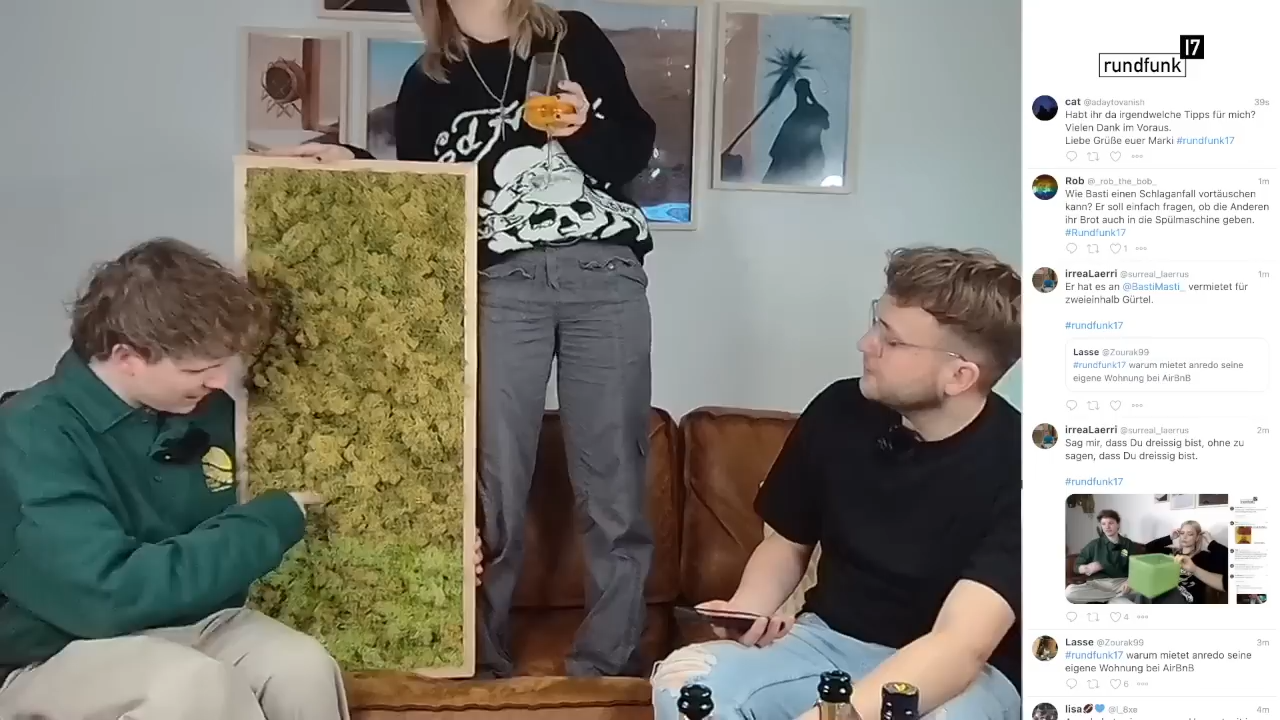 17
rundfunk
cat @adaytovanish 39s
Habt ihr da irgendwelche Tipps für mich?
Vielen Dank im Voraus.
Liebe Grüße euer Marki #rundfunk17
Rob @_rob_the_bob_ 1m
Wie Basti einen Schlaganfall vortäuschen
kann? Er soll einfach fragen, ob die Anderen
ihr Brot auch in die Spülmaschine geben.
#Rundfunk17
1
irreaLaerri @surreal_laerrus 1m
Er hat es an @BastiMasti_ vermietet für
zweieinhalb Gürtel.
#rundfunk17
Lasse @Zourak99
#rundfunk17 warum mietet anredo seine
eigene Wohnung bei AirBnB
irreaLaerri @surreal_laerrus 2m
Sag mir, dass Du dreissig bist, ohne zu
sagen, dass Du dreissig bist.
#rundfunk17
4
Lasse @Zourak99 3m
#rundfunk17 warum mietet anredo seine
eigene Wohnung bei AirBnB
6
lisa @l_8xe 4m